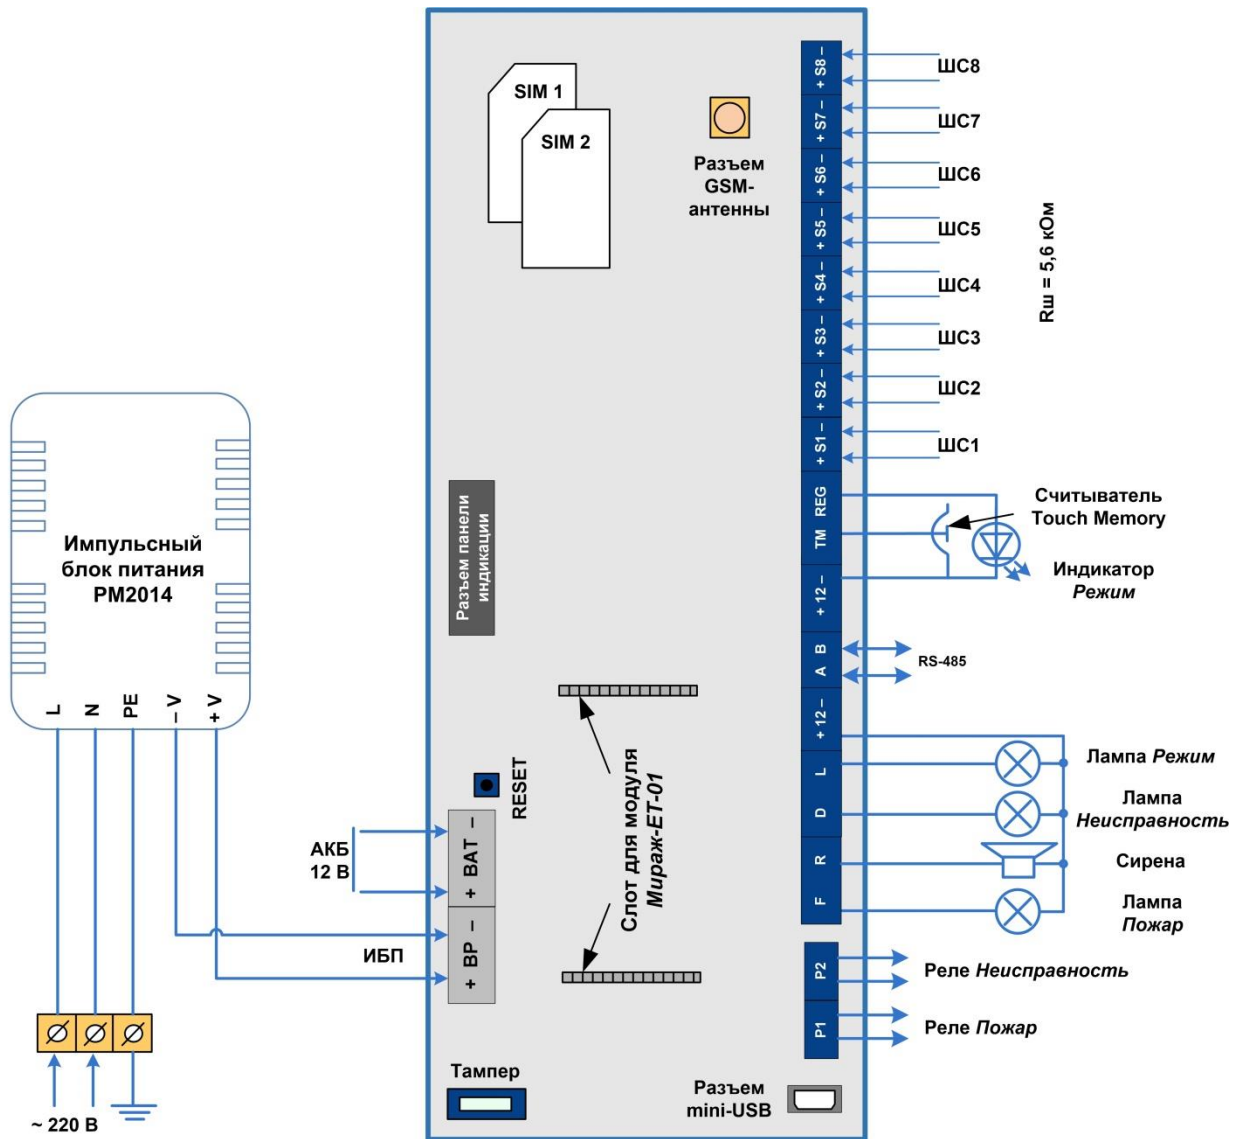 SIM 1
SIM 2
Разъем
GSM-
антенны
+ S8 –
+ S7 –
+ S6 –
+ S5 –
+ S4 –
+ S3 –
+ S2 –
+ S1 –
REG
TM
+ 12 –
B
A
+ 12 –
L
D
R
F
P2
P1
ШС8
ШС7
ШС6
ШС5
ШС4
ШС3
ШС2
ШС1
Rш = 5,6 кОм
Считыватель
Touch Memory
Индикатор
Режим
RS-485
Лампа Режим
Лампа
Неисправность
Сирена
Лампа
Пожар
Реле Неисправность
Реле Пожар
Импульсный
блок питания
PM2014
L
N
PE
– V
+ V
Разъем панели
индикации
RESET
АКБ
12 В
+ BAT –
ИБП
+ BP –
Слот для модуля
Мираж-ET-01
Тампер
Разъем
mini-USB
~ 220 В